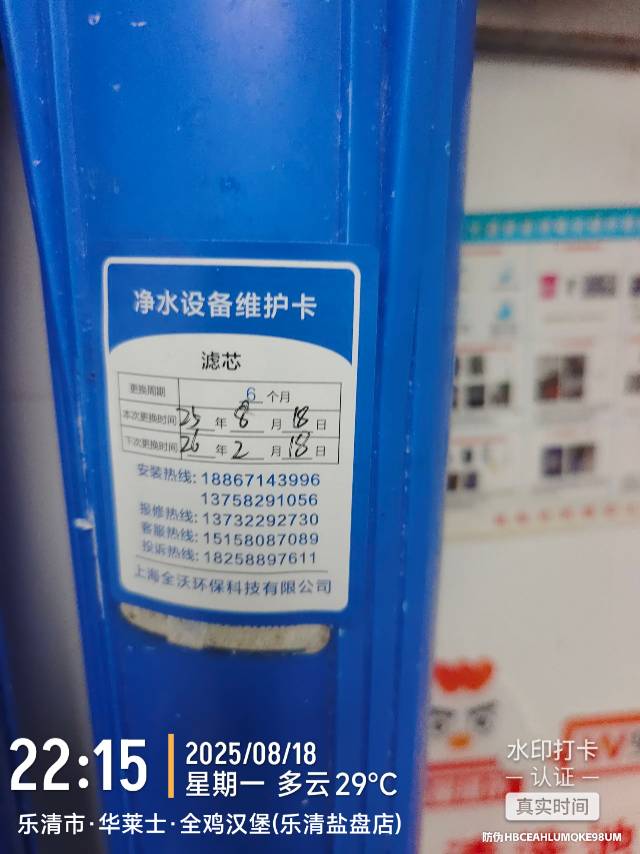 净水设备维护卡
滤芯
更换周期 6 个月
本次更换时间 25 年 8 月 18 日
下次更换时间 26 年 2 月 18 日
安装热线: 18867143996
13758291056
报修热线: 13732292730
客服热线: 15158087089
投诉热线: 18258897611
上海全沃环保科技有限公司
22:15
2025/08/18
星期一 多云 29°C
乐清市·华莱士·全鸡汉堡(乐清盐盘店)
水印打卡
认证
真实时间
防伪HBCEAHLUMQKE98UM